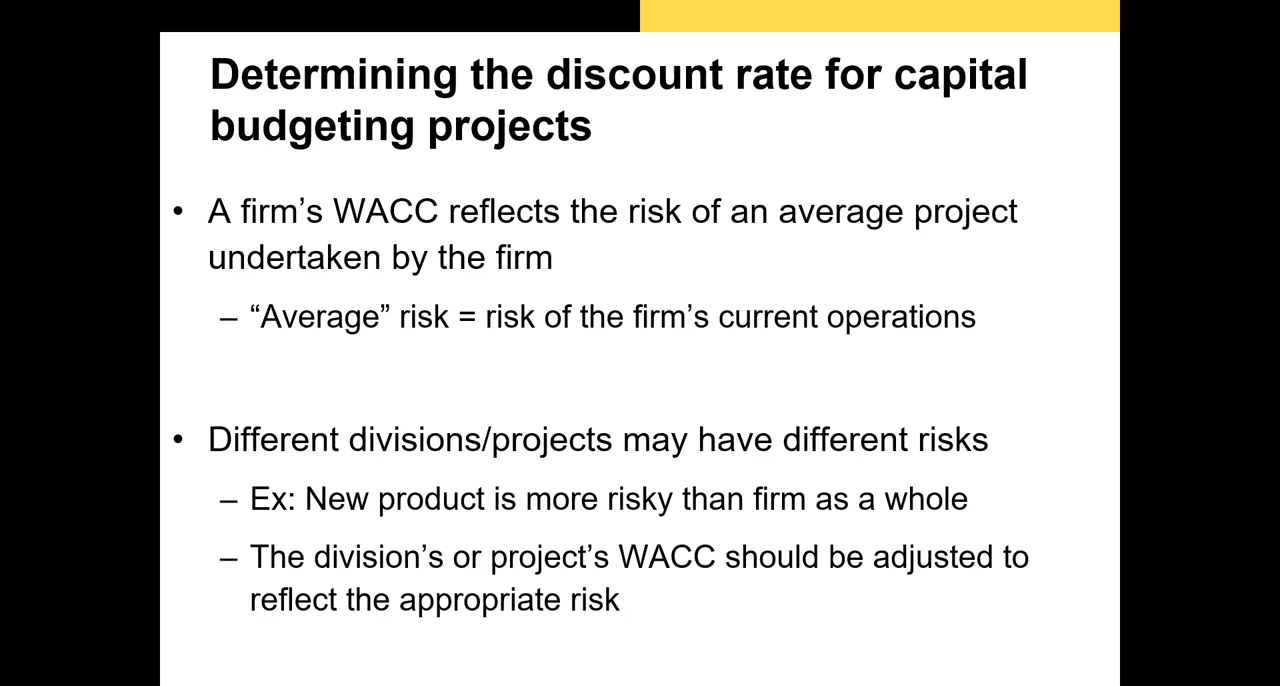 Determining the discount rate for capital
budgeting projects
• A firm’s WACC reflects the risk of an average project
undertaken by the firm
– “Average” risk = risk of the firm’s current operations
• Different divisions/projects may have different risks
– Ex: New product is more risky than firm as a whole
– The division’s or project’s WACC should be adjusted to
reflect the appropriate risk